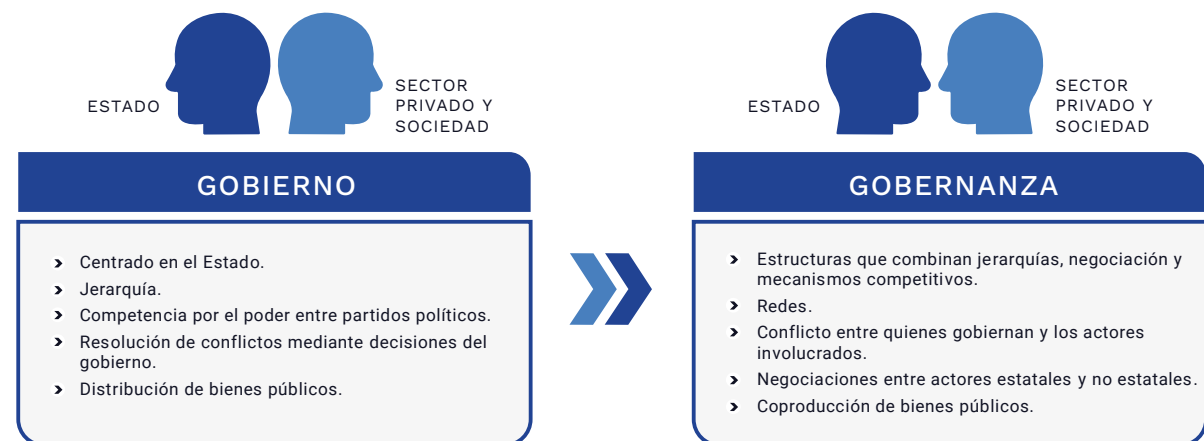 ESTADO
SECTOR
PRIVADO Y
SOCIEDAD
GOBIERNO
Centrado en el Estado.
Jerarquía.
Competencia por el poder entre partidos políticos.
Resolución de conflictos mediante decisiones del
gobierno.
Distribución de bienes públicos.
ESTADO
SECTOR
PRIVADO Y
SOCIEDAD
GOBERNANZA
Estructuras que combinan jerarquías, negociación y
mecanismos competitivos.
Redes.
Conflicto entre quienes gobiernan y los actores
involucrados.
Negociaciones entre actores estatales y no estatales.
Coproducción de bienes públicos.